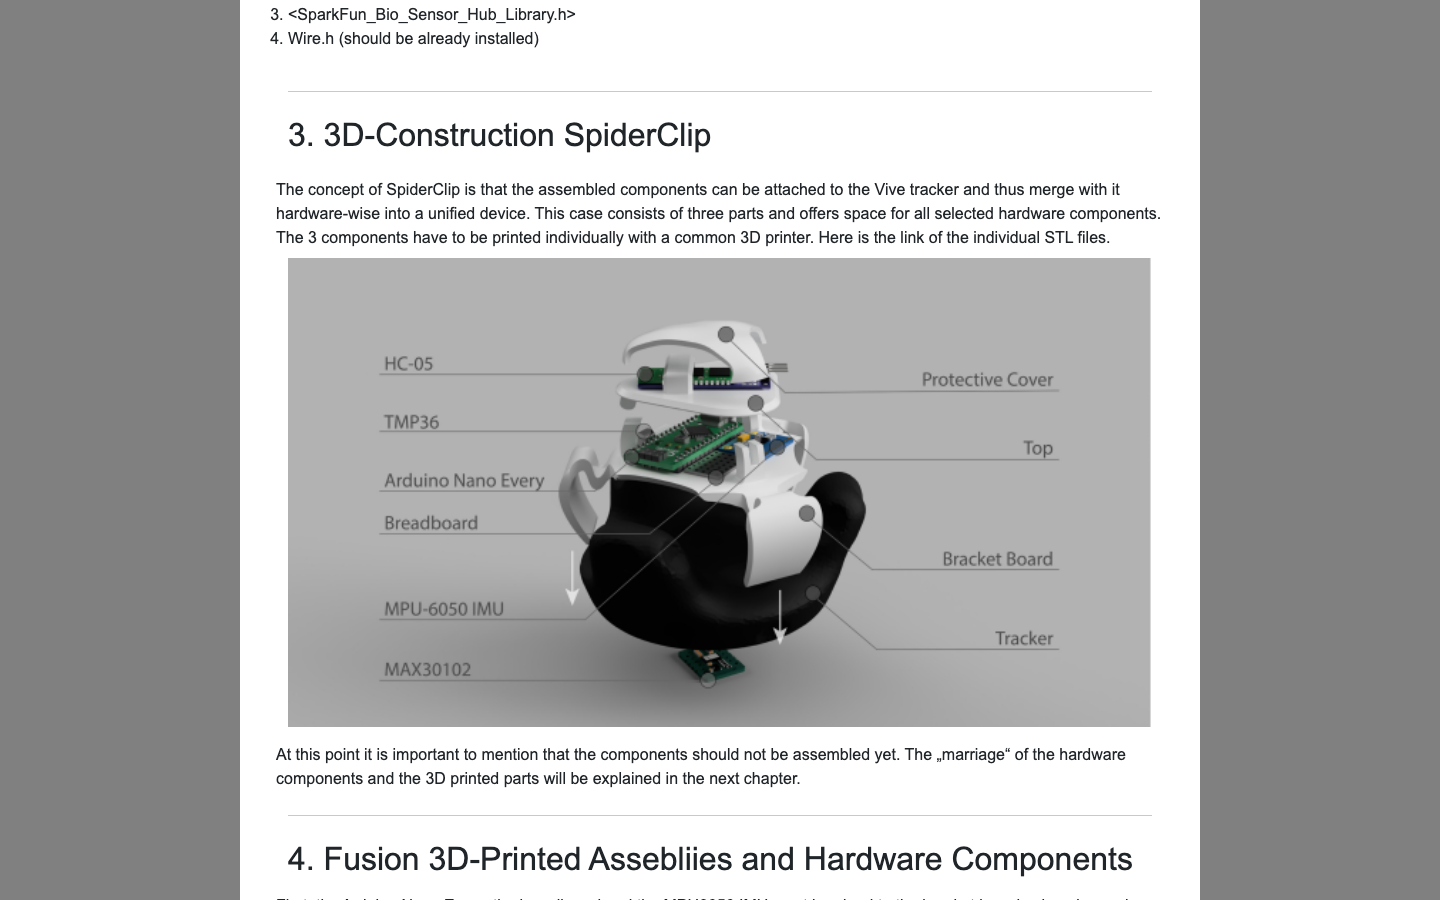 3. <SparkFun_Bio_Sensor_Hub_Library.h>
4. Wire.h (should be already installed)
3. 3D-Construction SpiderClip
The concept of SpiderClip is that the assembled components can be attached to the Vive tracker and thus merge with it
hardware-wise into a unified device. This case consists of three parts and offers space for all selected hardware components.
The 3 components have to be printed individually with a common 3D printer. Here is the link of the individual STL files.
HC-05
Protective Cover
TMP36
Top
Arduino Nano Every
Breadboard
Bracket Board
MPU-6050 IMU
Tracker
MAX30102
At this point it is important to mention that the components should not be assembled yet. The „marriage“ of the hardware
components and the 3D printed parts will be explained in the next chapter.
4. Fusion 3D-Printed Assebliies and Hardware Components